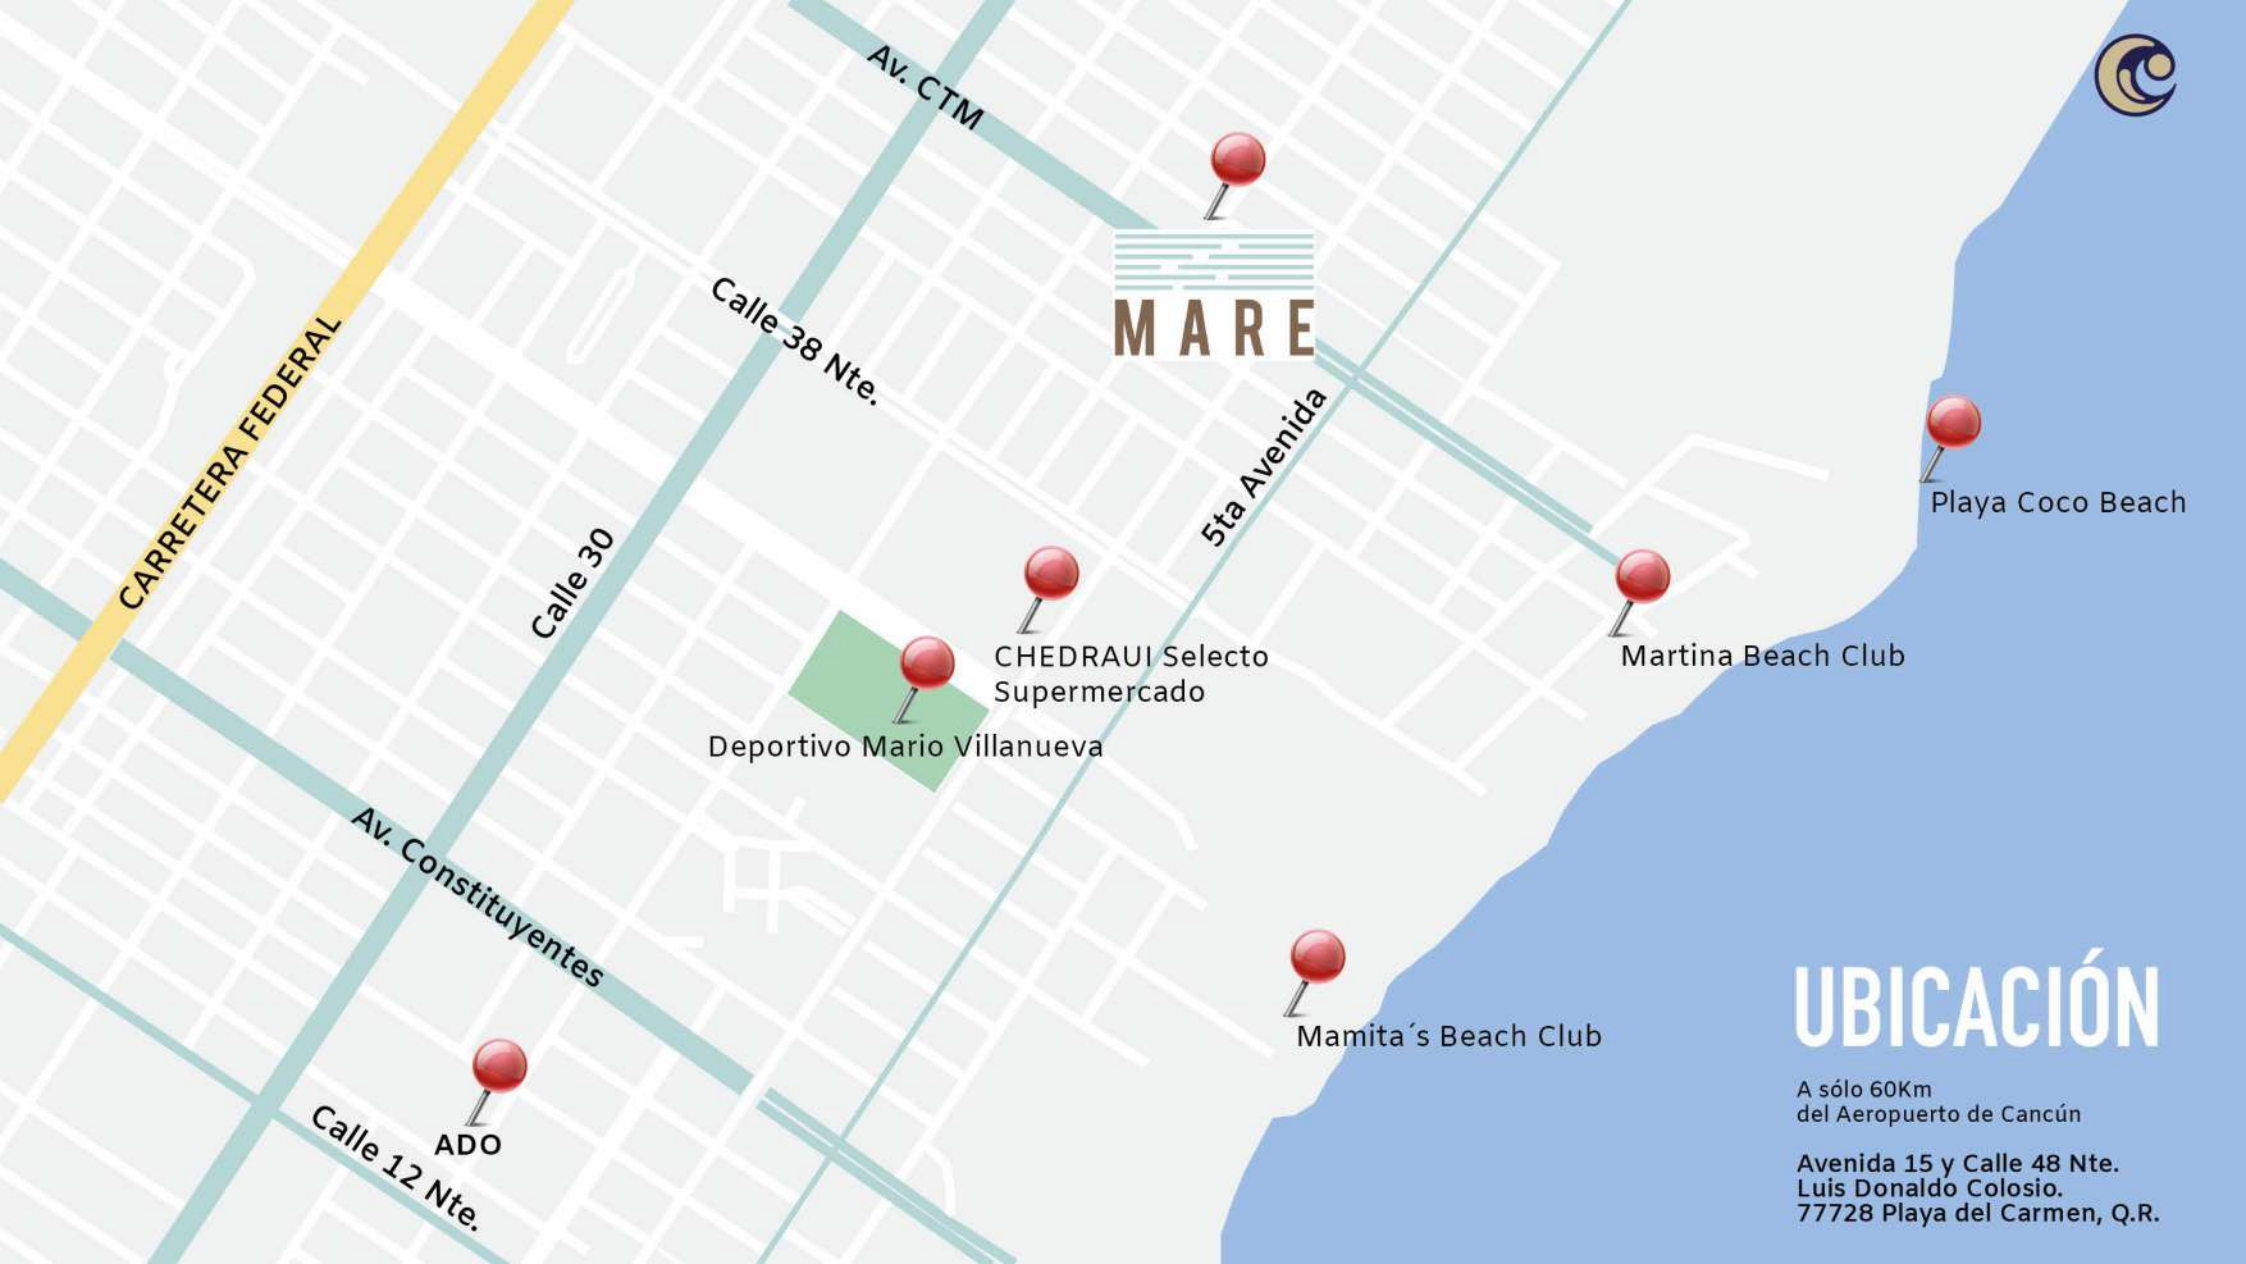 Av. CTM
MARE
Calle 38 Nte.
CARRETERA FEDERAL
5ta Avenida
Playa Coco Beach
Calle 30
CHEDRAUI Selecto
Supermercado
Martina Beach Club
Deportivo Mario Villanueva
Av. Constituyentes
Mamita´s Beach Club
ADO
Calle 12 Nte.
UBICACIÓN
A sólo 60Km
del Aeropuerto de Cancún
Avenida 15 y Calle 48 Nte.
Luis Donaldo Colosio.
77728 Playa del Carmen, Q.R.